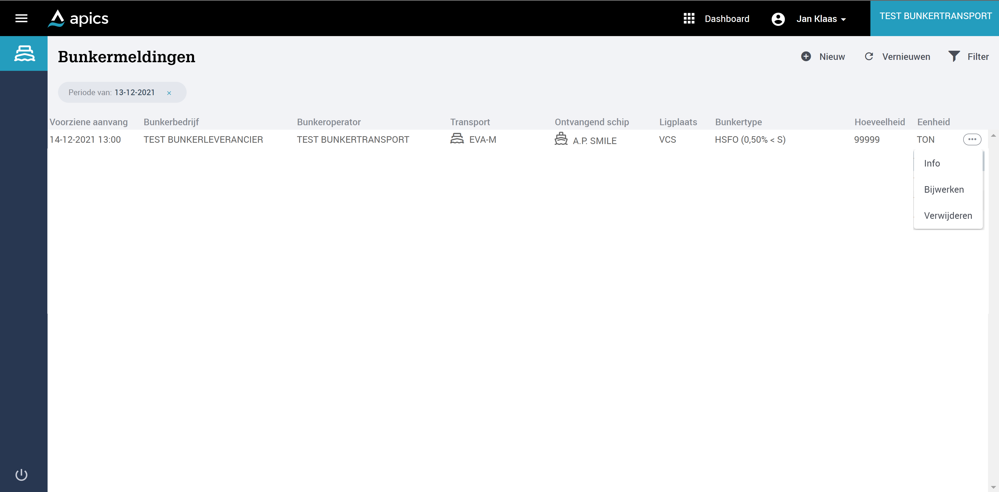 apics
Dashboard
Jan Klaas
TEST BUNKERTRANSPORT
Bunkermeldingen
Nieuw
Vernieuwen
Filter
Periode van: 13-12-2021 ×
Voorziene aanvang Bunkerbedrijf Bunkeroperator Transport Ontvangend schip Ligplaats Bunkertype Hoeveelheid Eenheid
14-12-2021 13:00 TEST BUNKERLEVERANCIER TEST BUNKERTRANSPORT EVA-M A.P. SMILE VCS HSFO (0,50% < S) 99999 TON
Info
Bijwerken
Verwijderen